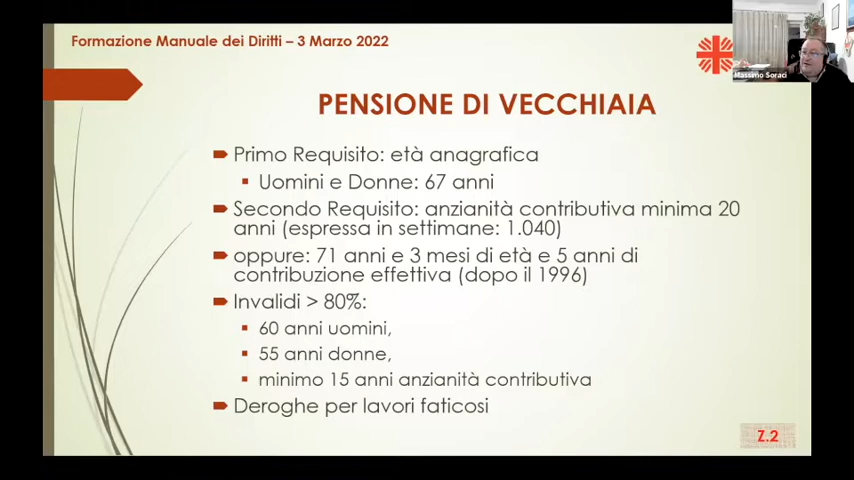 Formazione Manuale dei Diritti – 3 Marzo 2022
Massimo Soraci
PENSIONE DI VECCHIAIA
Primo Requisito: età anagrafica
Uomini e Donne: 67 anni
Secondo Requisito: anzianità contributiva minima 20
anni (espressa in settimane: 1.040)
oppure: 71 anni e 3 mesi di età e 5 anni di
contribuzione effettiva (dopo il 1996)
Invalidi > 80%:
60 anni uomini,
55 anni donne,
minimo 15 anni anzianità contributiva
Deroghe per lavori faticosi
7.2